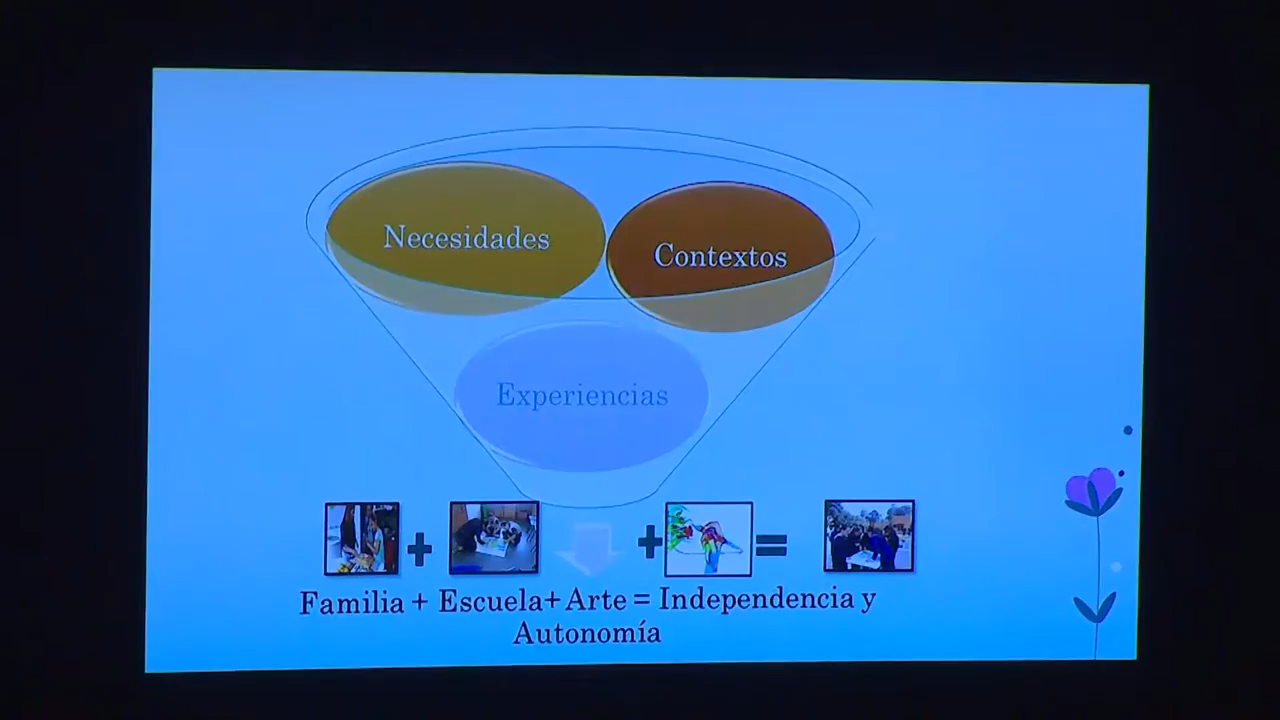 Necesidades
Contextos
Experiencias
Familia + Escuela+ Arte = Independencia y
Autonomía